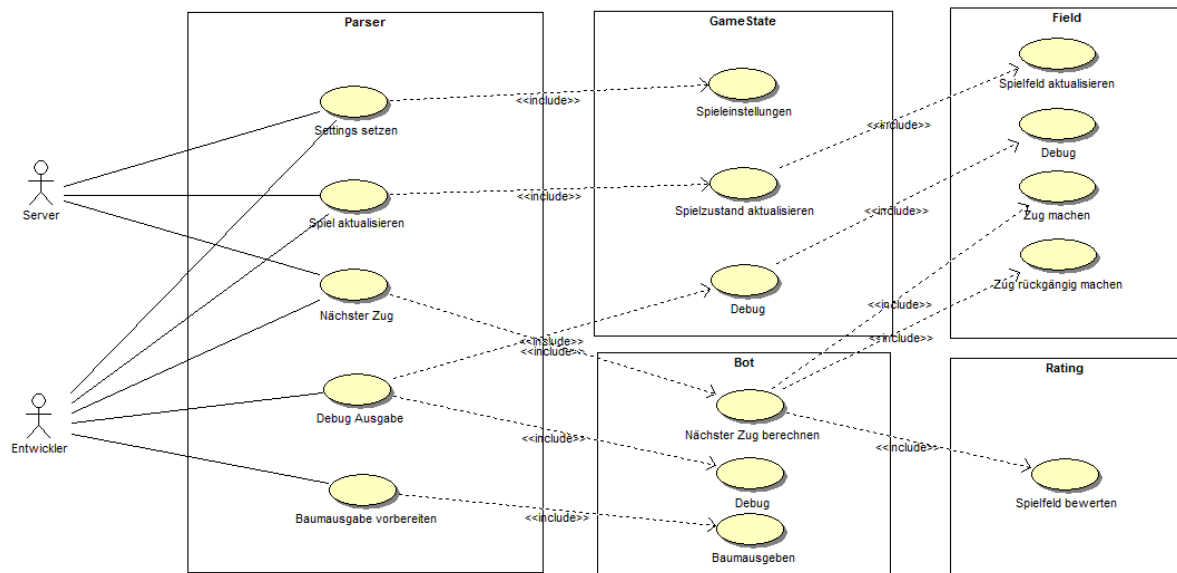 Parser
GameState
Field
Settings setzen
<<include>>
Spieleinstellungen
Spielfeld aktualisieren
<<include>>
Debug
Server
Spiel aktualisieren
<<include>>
Spielzustand aktualisieren
<<include>>
Zug machen
Nächster Zug
Debug
<<include>>
Zug rückgängig machen
<<include>>
<<include>>
<<include>>
Bot
Rating
Entwickler
Debug Ausgabe
<<include>>
Nächster Zug berechnen
<<include>>
Debug
Spielfeld bewerten
Baumausgabe vorbereiten
<<include>>
Baumausgeben
<<include>>